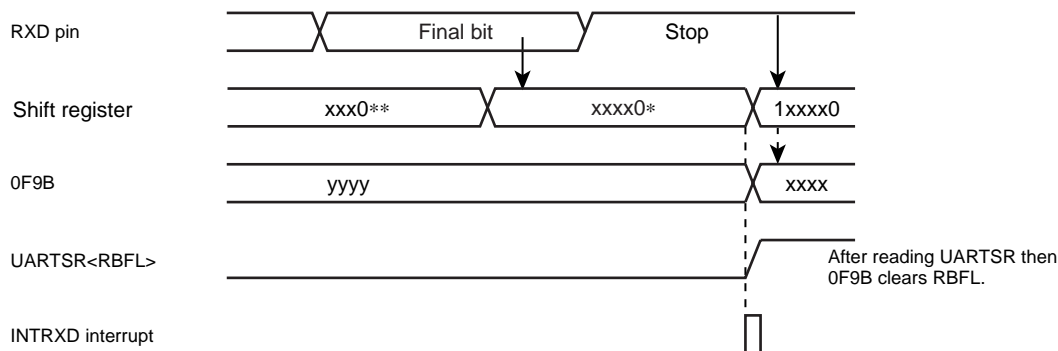 RXD pin
Final bit
Stop
Shift register
xxx0**
xxxx0*
1xxxx0
0F9B
yyyy
xxxx
UARTSR<RBFL>
After reading UARTSR then
0F9B clears RBFL.
INTRXD interrupt